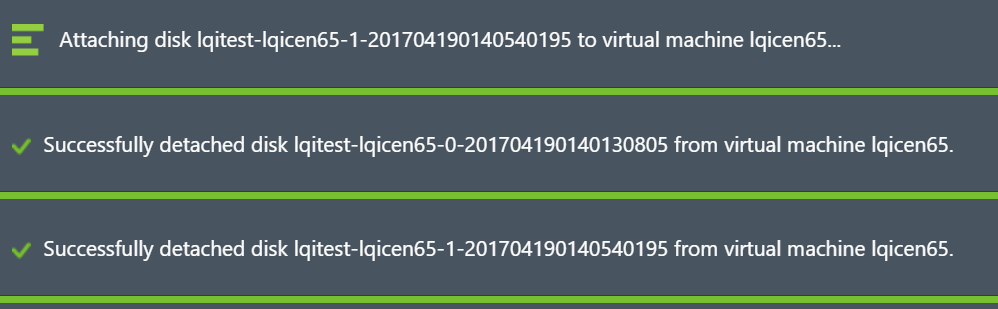 Attaching disk lqitest-lqicen65-1-201704190140540195 to virtual machine lqicen65...
Successfully detached disk lqitest-lqicen65-0-201704190140130805 from virtual machine lqicen65.
Successfully detached disk lqitest-lqicen65-1-201704190140540195 from virtual machine lqicen65.